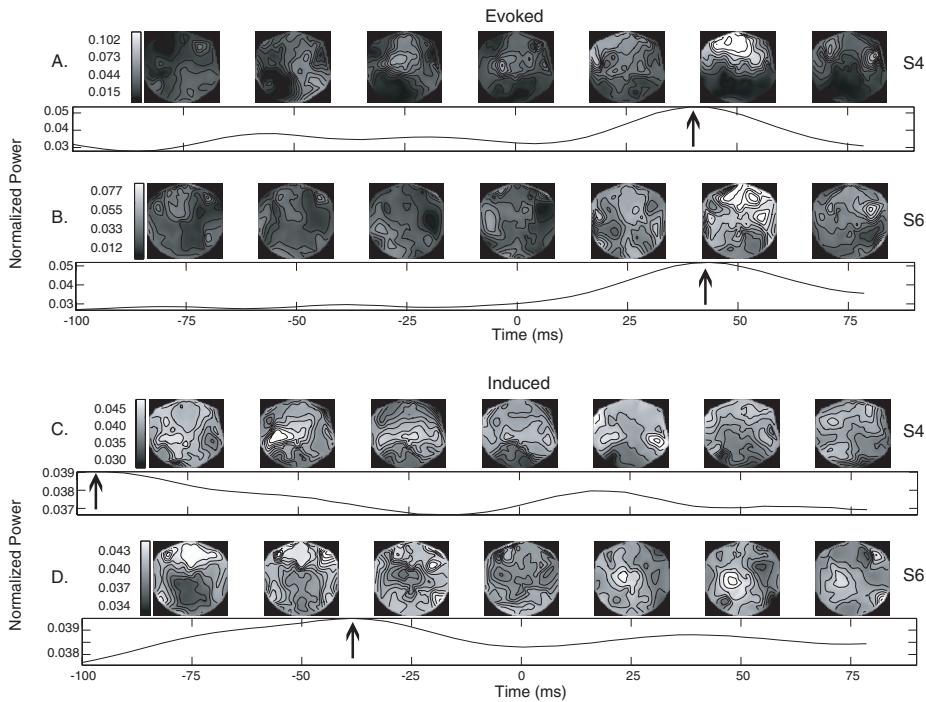 Evoked
A.
0.102
0.073
0.044
0.015
S4
0.05
0.04
0.03
Normalized Power
B.
0.077
0.055
0.033
0.012
S6
0.05
0.03
-100 -75 -50 -25 0 25 50 75
Time (ms)
Induced
C.
0.045
0.040
0.035
0.030
S4
0.039
0.038
0.037
Normalized Power
D.
0.043
0.040
0.037
0.034
S6
0.039
0.038
-100 -75 -50 -25 0 25 50 75
Time (ms)